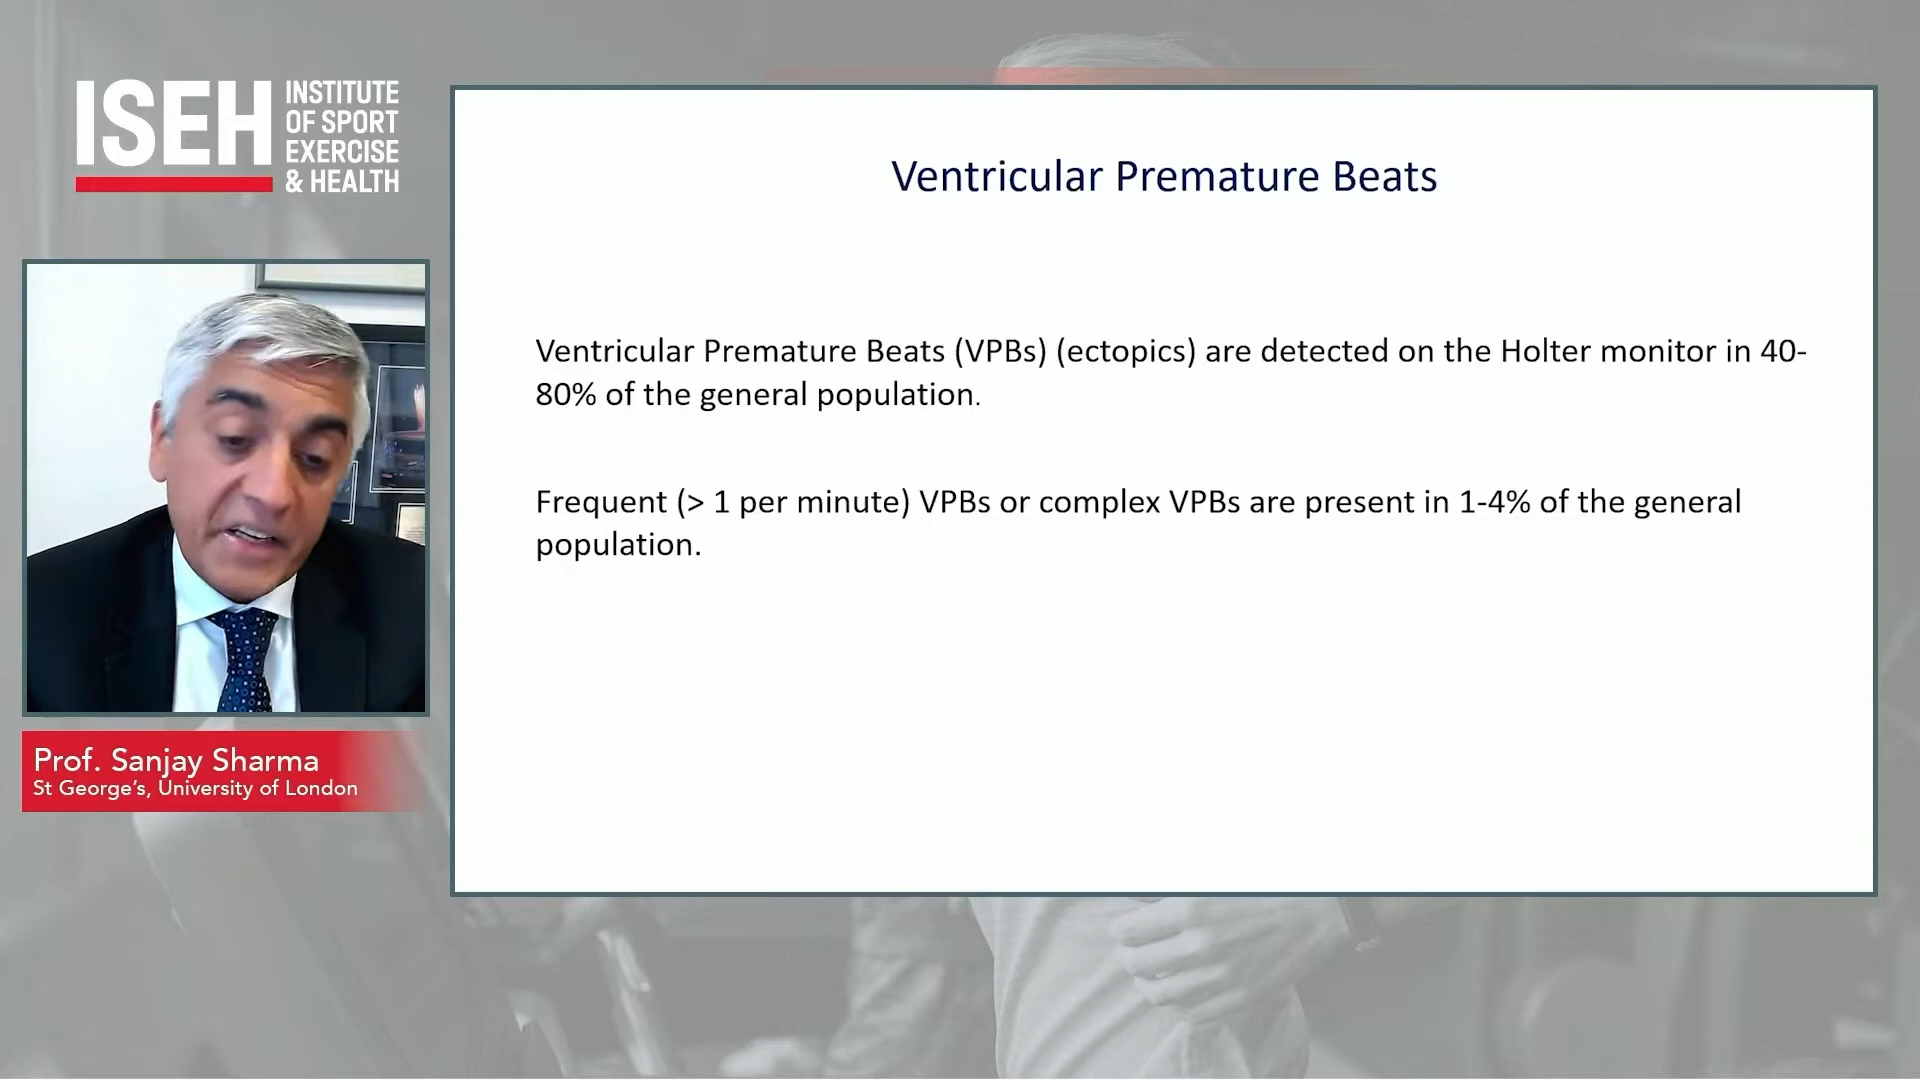 ISEH
INSTITUTE
OF SPORT
EXERCISE
& HEALTH
Ventricular Premature Beats
Ventricular Premature Beats (VPBs) (ectopics) are detected on the Holter monitor in 40-
80% of the general population.
Frequent (> 1 per minute) VPBs or complex VPBs are present in 1-4% of the general
population.
Prof. Sanjay Sharma
St George's, University of London